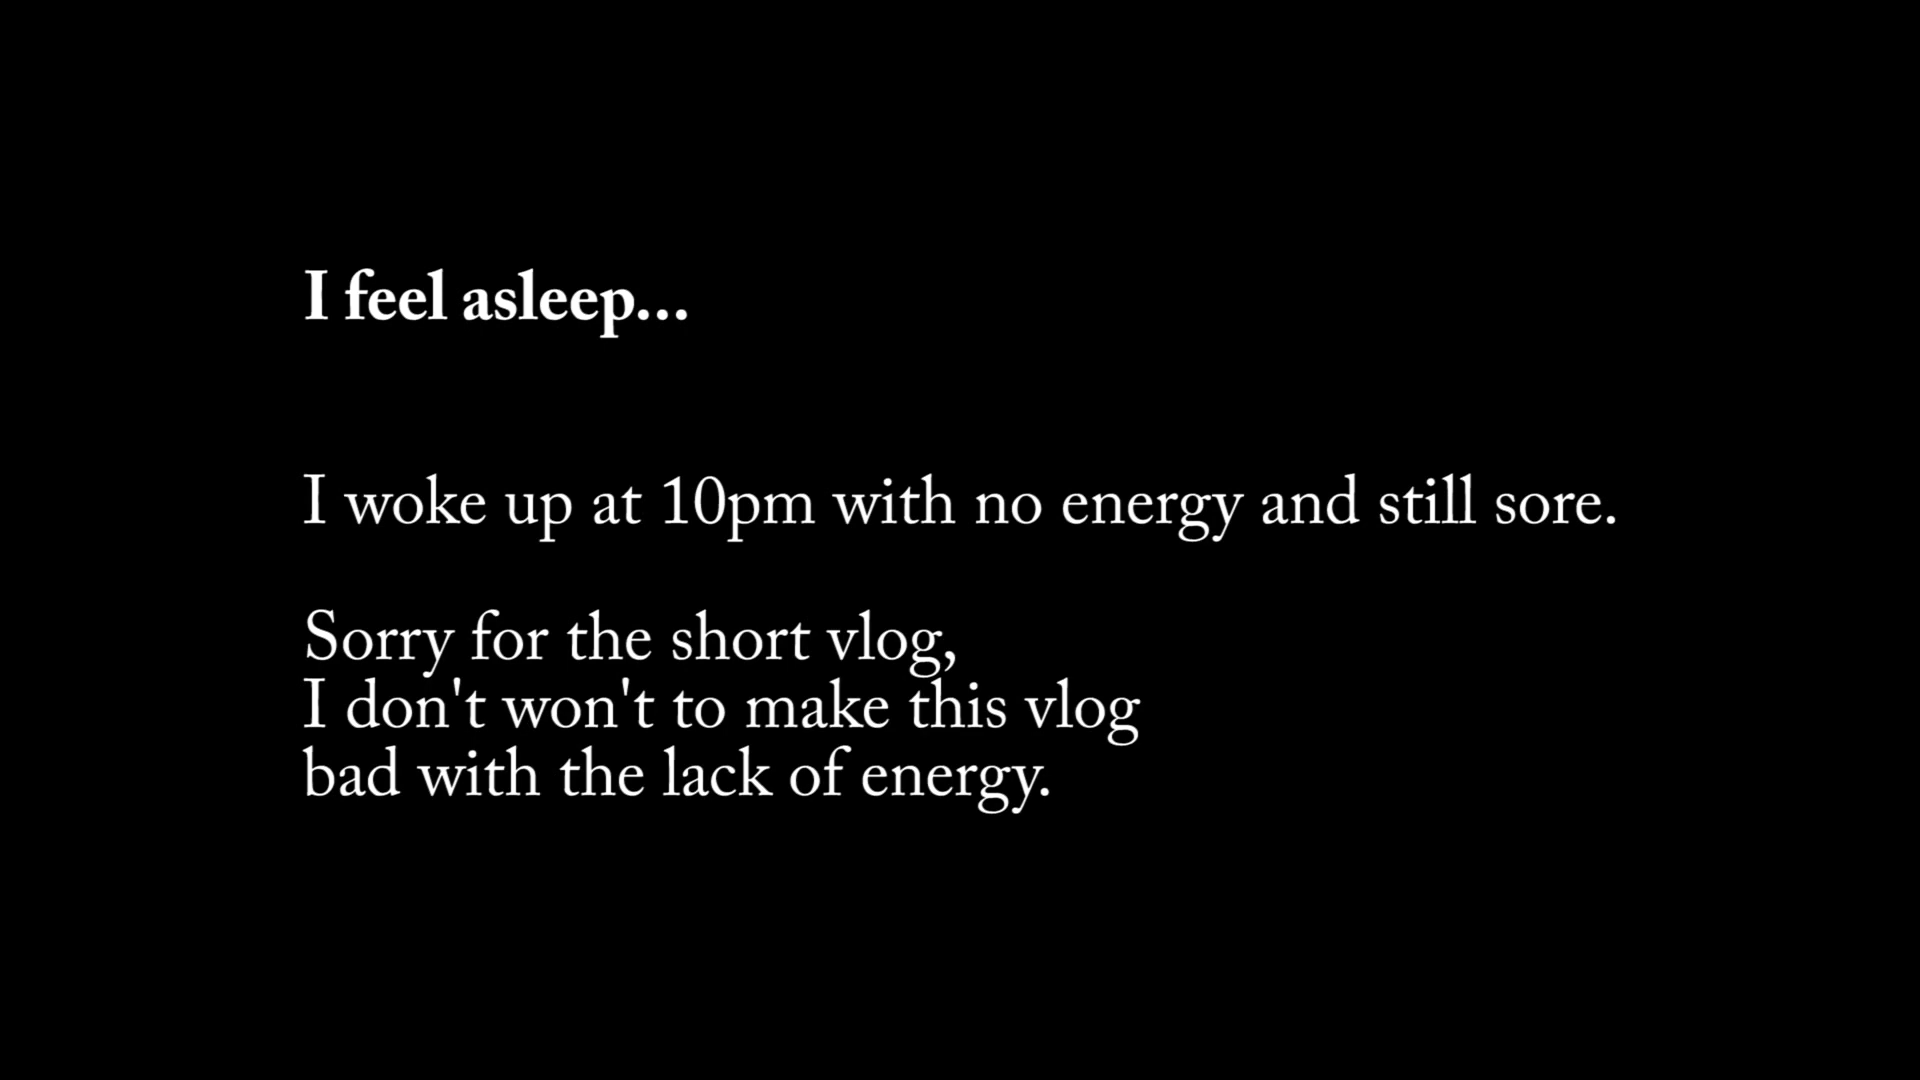 I feel asleep...
I woke up at 10pm with no energy and still sore.
Sorry for the short vlog,
I don't won't to make this vlog
bad with the lack of energy.